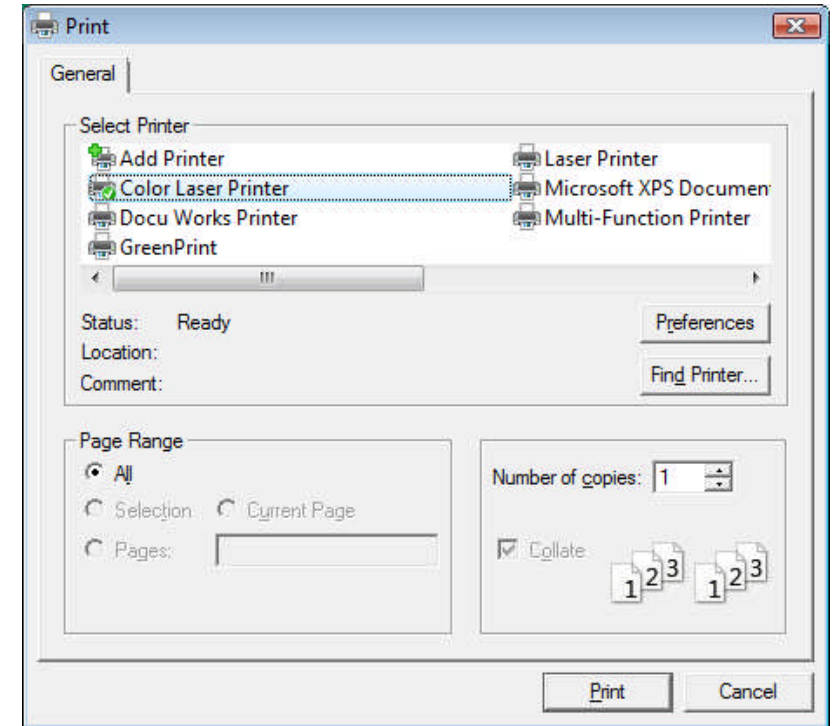 Print
General
Select Printer
Add Printer
Color Laser Printer
Docu Works Printer
GreenPrint
Laser Printer
Microsoft XPS Documen
Multi-Function Printer
Status: Ready
Location:
Comment:
Preferences
Find Printer...
Page Range
All
Selection Current Page
Pages:
Number of copies: 1
Collate
1 2 3 1 2 3
Print Cancel